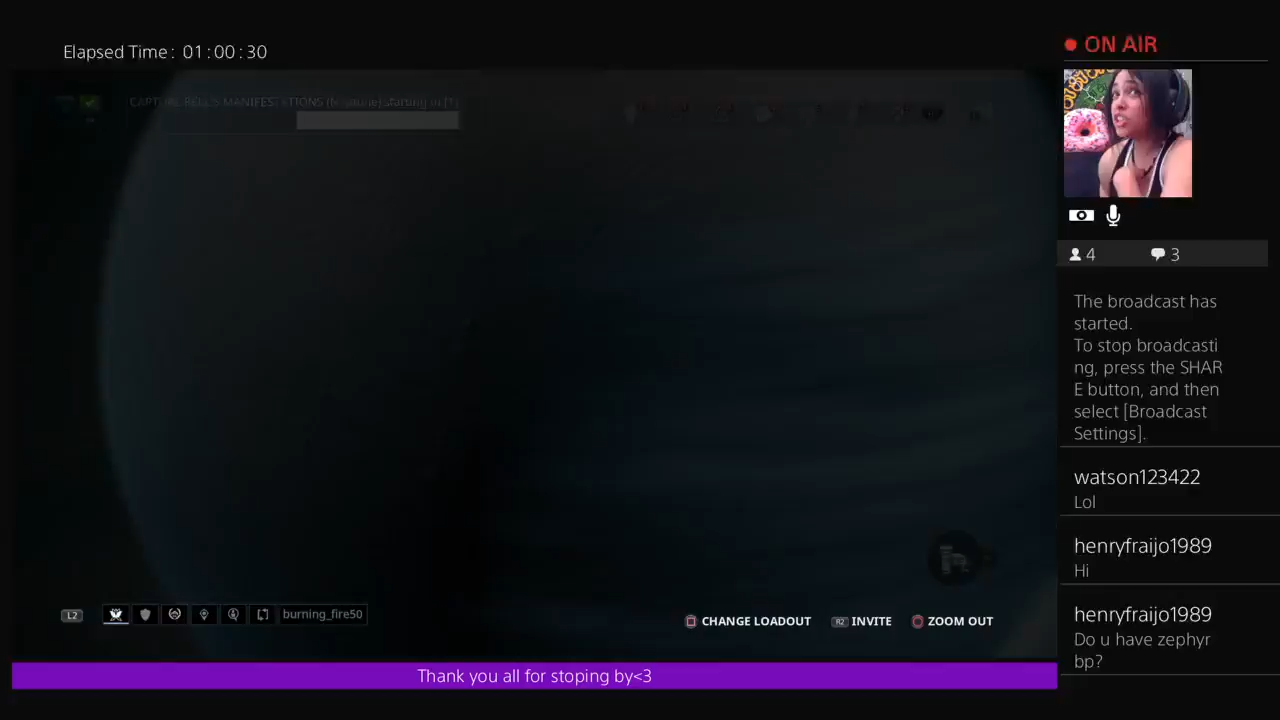 Elapsed Time: 01:00:30
ON AIR
4
3
The broadcast has
started.
To stop broadcasti
ng, press the SHAR
E button, and then
select [Broadcast
Settings].
watson123422
Lol
henryfraijo1989
Hi
henryfraijo1989
Do u have zephyr
bp?
L2
burning_fire50
CHANGE LOADOUT
R2 INVITE
ZOOM OUT
Thank you all for stoping by<3